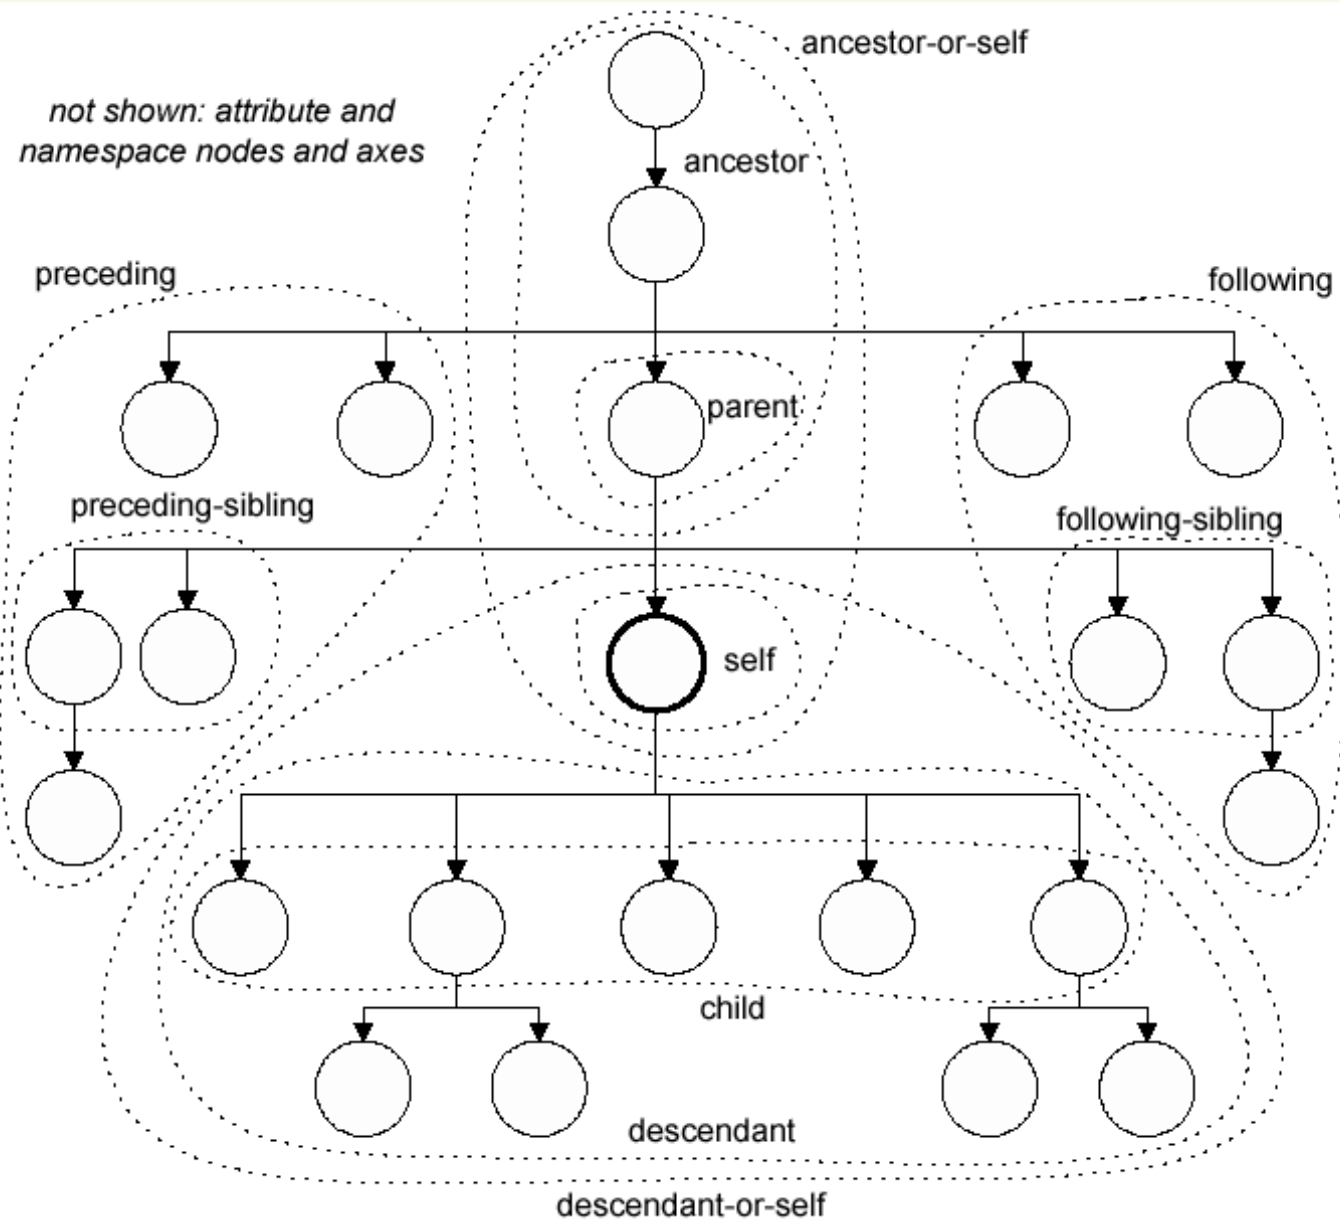 ancestor-or-self
not shown: attribute and
namespace nodes and axes
ancestor
preceding
following
parent
preceding-sibling
following-sibling
self
child
descendant
descendant-or-self